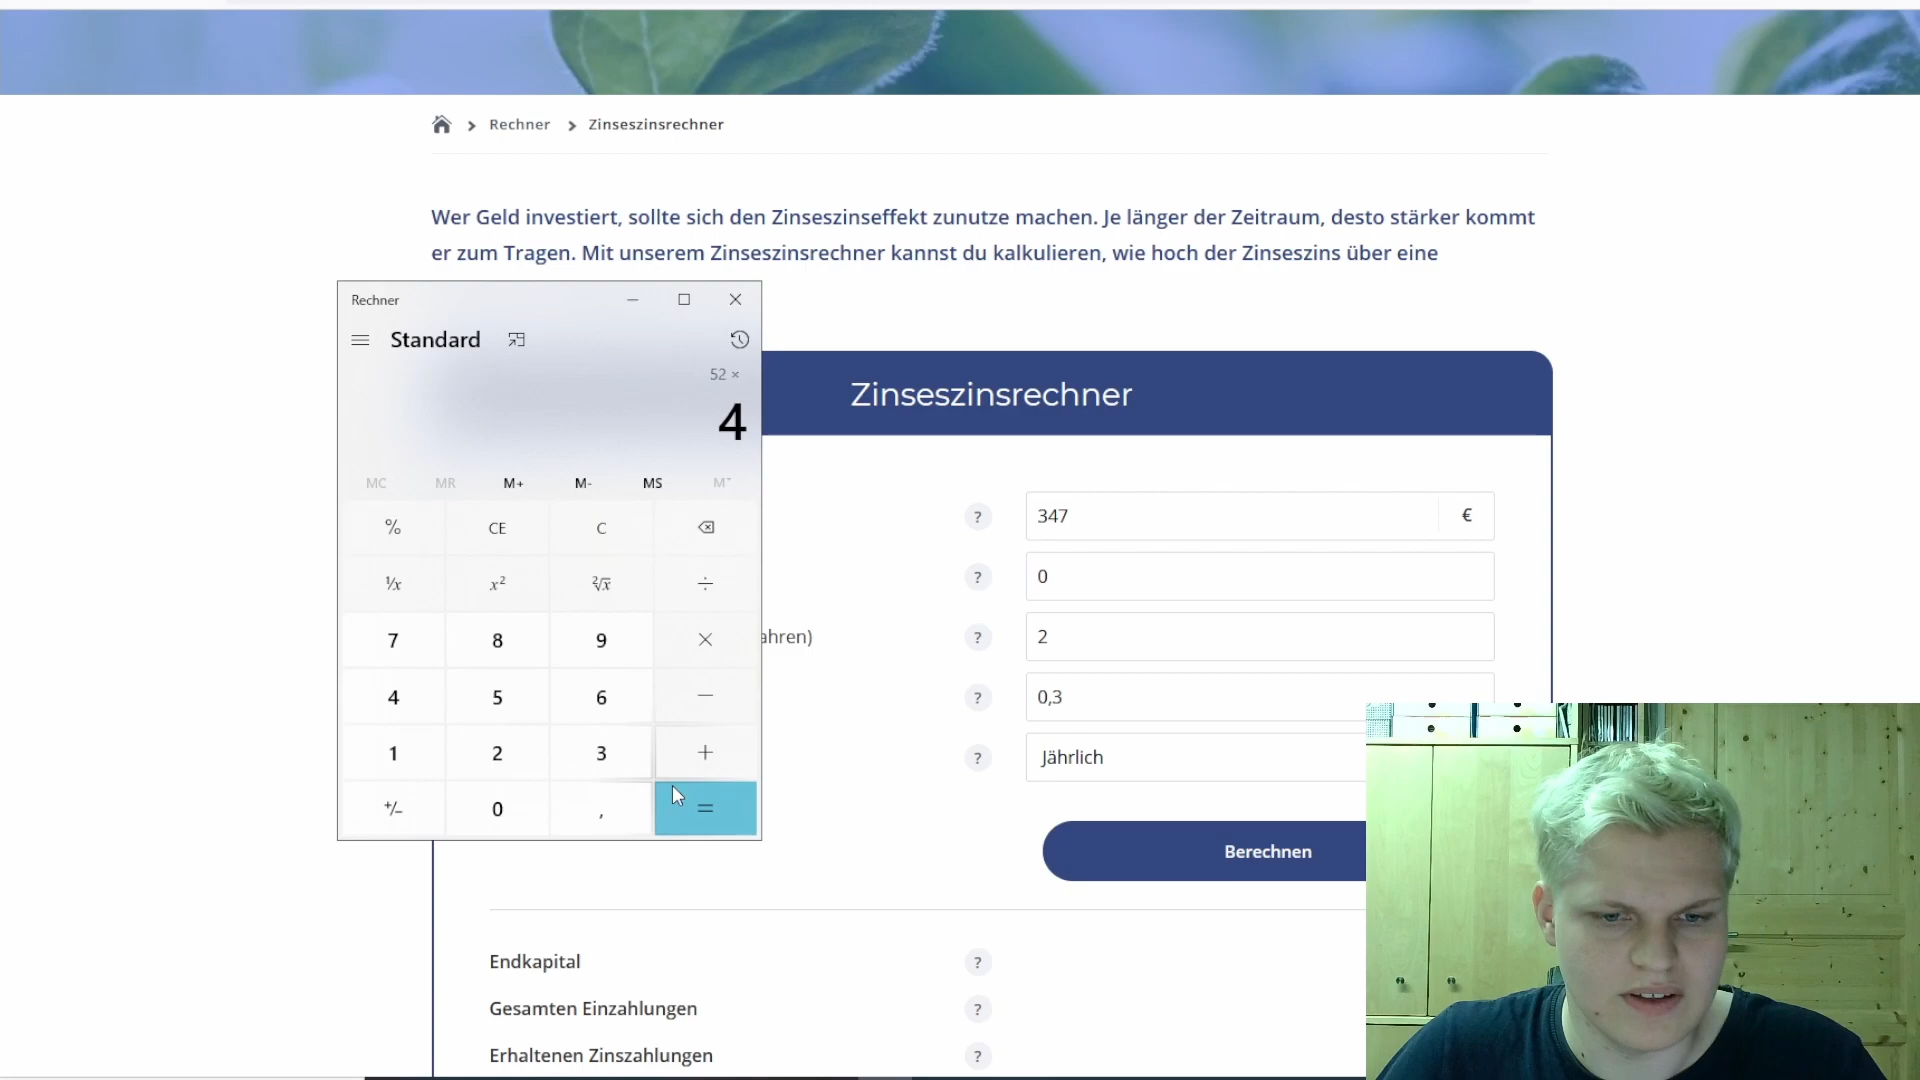 Rechner
Zinseszinsrechner
Wer Geld investiert, sollte sich den Zinseszinseffekt zunutze machen. Je länger der Zeitraum, desto stärker kommt
er zum Tragen. Mit unserem Zinseszinsrechner kannst du kalkulieren, wie hoch der Zinseszins über eine
Rechner
Standard
52 ×
4
MC MR M+ M- MS M˅
% CE C
¹/x x² ²√x ÷
7 8 9 ×
4 5 6 −
1 2 3 +
+/− 0 , =
Zinseszinsrechner
? 347 €
? 0
ahren) ? 2
? 0,3
? Jährlich
Berechnen
Endkapital ?
Gesamten Einzahlungen ?
Erhaltenen Zinszahlungen ?